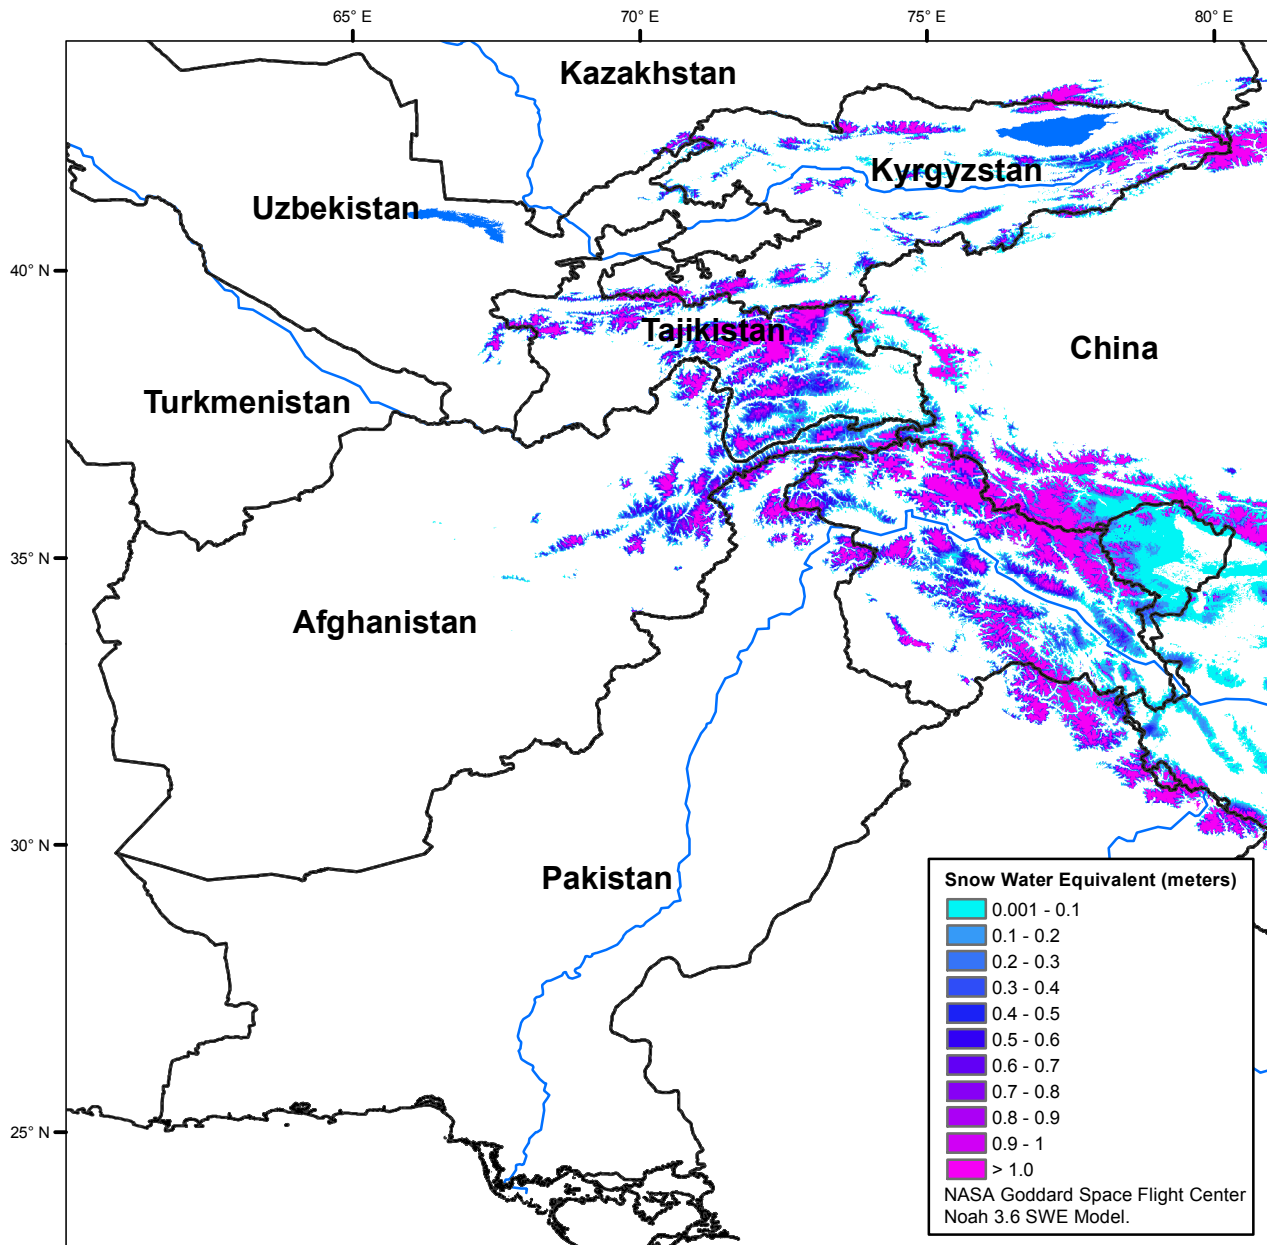 65° E
70° E
75° E
80° E
Kazakhstan
Kyrgyzstan
Uzbekistan
40° N
Tajikistan
China
Turkmenistan
35° N
Afghanistan
30° N
Pakistan
25° N
Snow Water Equivalent (meters)
0.001 - 0.1
0.1 - 0.2
0.2 - 0.3
0.3 - 0.4
0.4 - 0.5
0.5 - 0.6
0.6 - 0.7
0.7 - 0.8
0.8 - 0.9
0.9 - 1
> 1.0
NASA Goddard Space Flight Center
Noah 3.6 SWE Model.